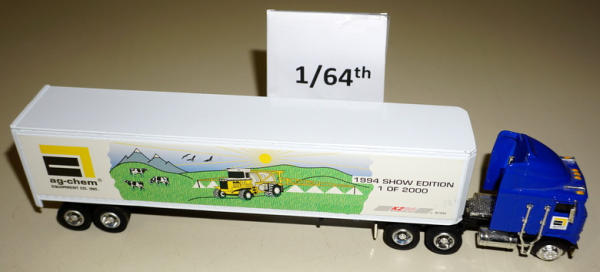 1/64th
ag-chem
EQUIPMENT CO. INC.
1994 SHOW EDITION
1 OF 2000